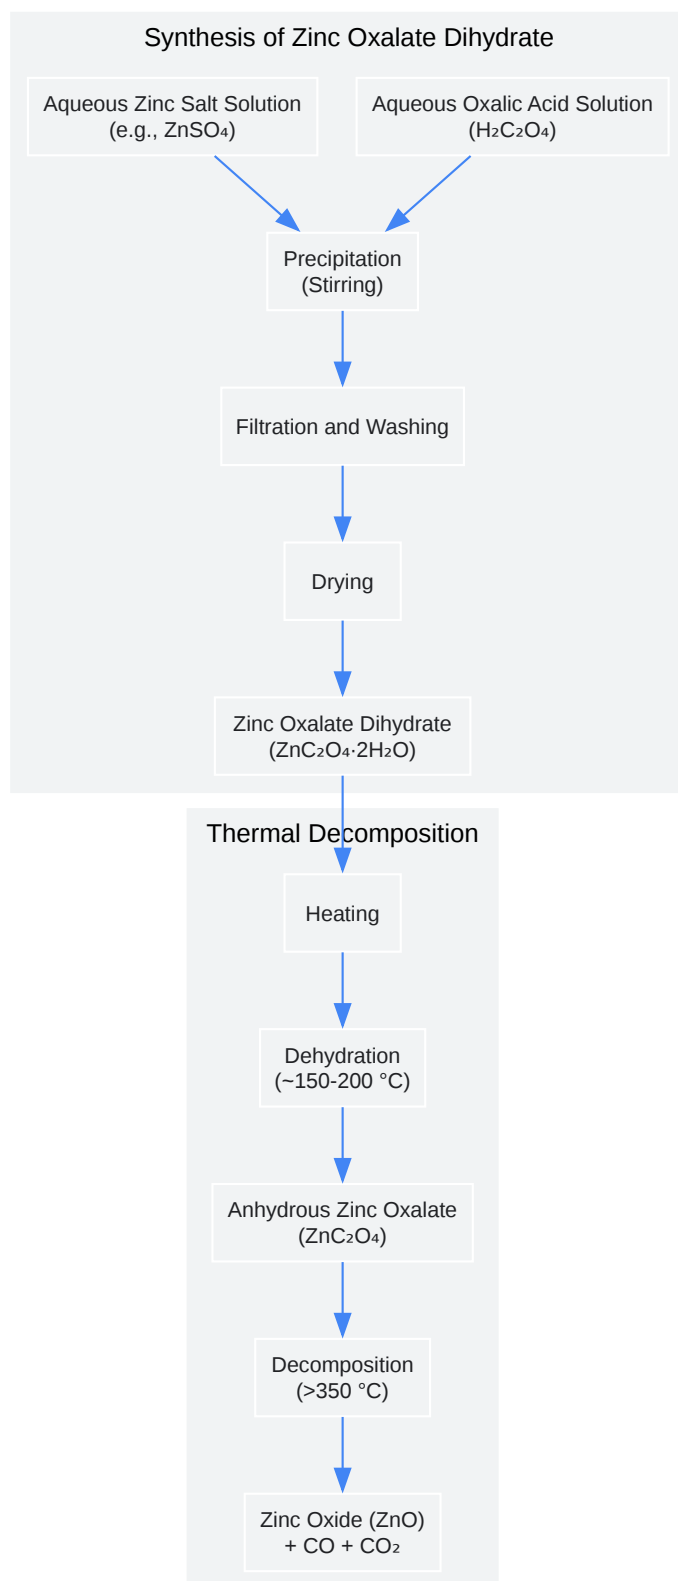 Synthesis of Zinc Oxalate Dihydrate
Aqueous Zinc Salt Solution
(e.g., ZnSO₄)
Aqueous Oxalic Acid Solution
(H₂C₂O₄)
Precipitation
(Stirring)
Filtration and Washing
Drying
Zinc Oxalate Dihydrate
(ZnC₂O₄·2H₂O)
Thermal Decomposition
Heating
Dehydration
(~150-200 °C)
Anhydrous Zinc Oxalate
(ZnC₂O₄)
Decomposition
(>350 °C)
Zinc Oxide (ZnO)
+ CO + CO₂